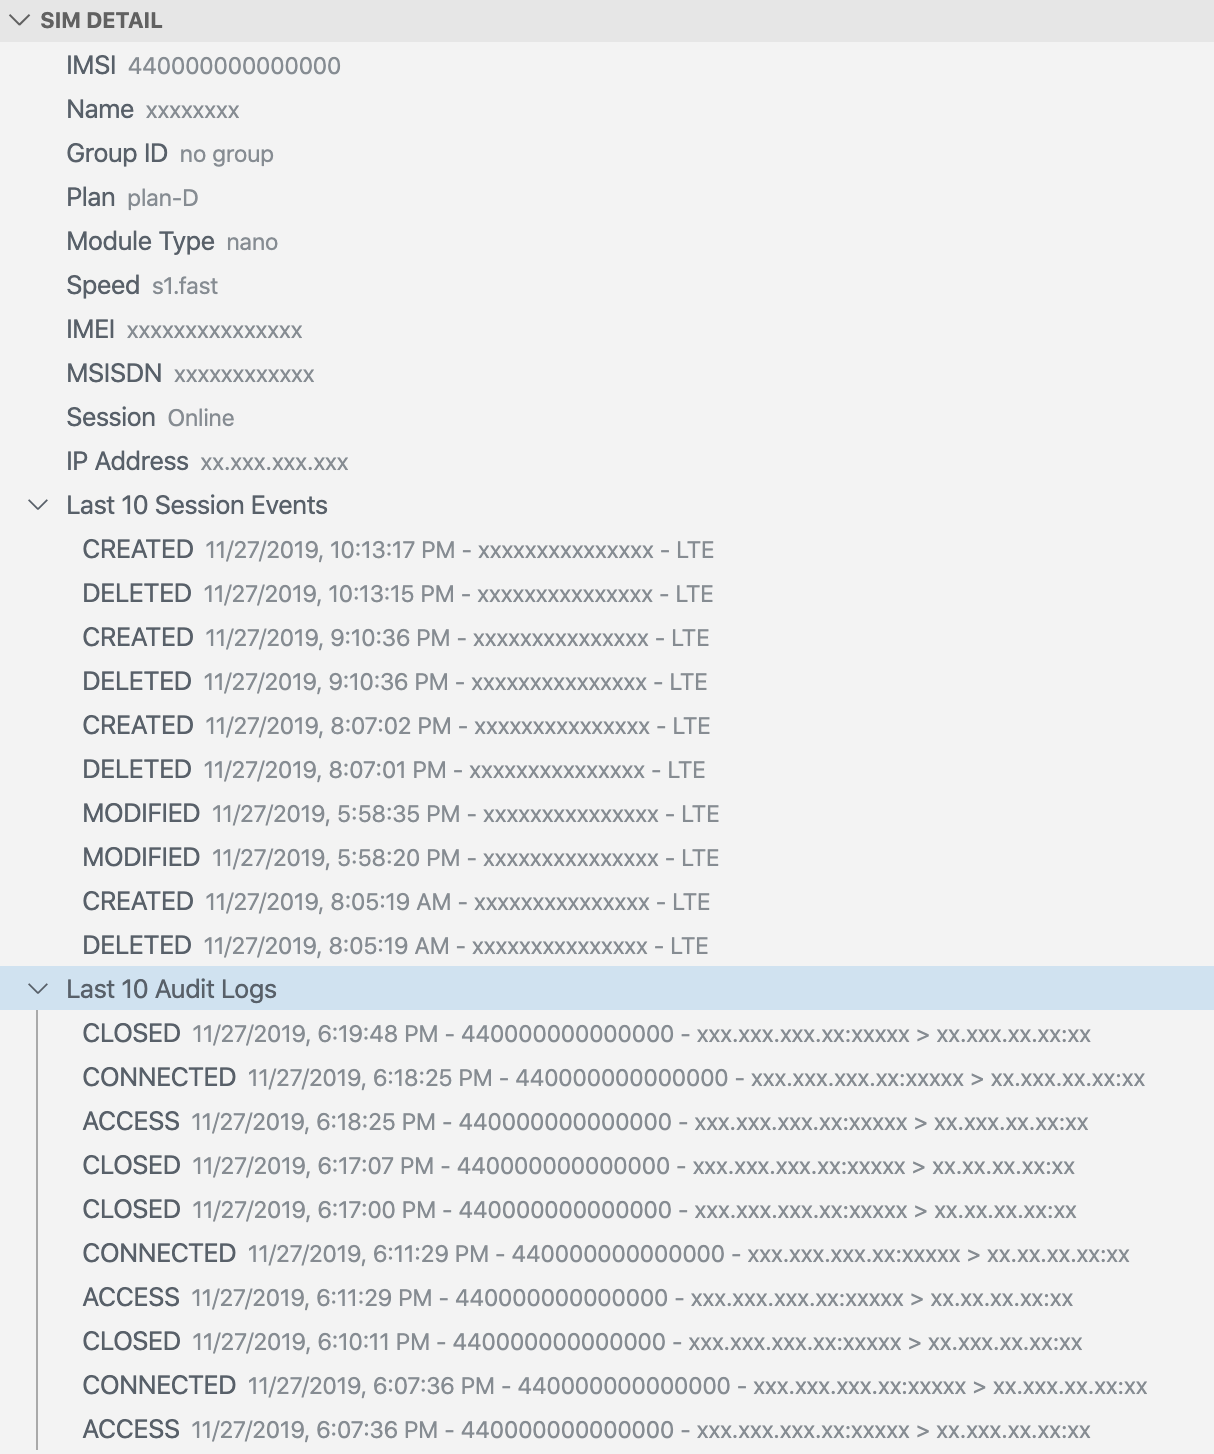 SIM DETAIL
IMSI 440000000000000
Name xxxxxxxx
Group ID no group
Plan plan-D
Module Type nano
Speed s1.fast
IMEI xxxxxxxxxxxxxxx
MSISDN xxxxxxxxxxxx
Session Online
IP Address xx.xxx.xxx.xxx
Last 10 Session Events
CREATED 11/27/2019, 10:13:17 PM - xxxxxxxxxxxxxxx - LTE
DELETED 11/27/2019, 10:13:15 PM - xxxxxxxxxxxxxxx - LTE
CREATED 11/27/2019, 9:10:36 PM - xxxxxxxxxxxxxxx - LTE
DELETED 11/27/2019, 9:10:36 PM - xxxxxxxxxxxxxxx - LTE
CREATED 11/27/2019, 8:07:02 PM - xxxxxxxxxxxxxxx - LTE
DELETED 11/27/2019, 8:07:01 PM - xxxxxxxxxxxxxxx - LTE
MODIFIED 11/27/2019, 5:58:35 PM - xxxxxxxxxxxxxxx - LTE
MODIFIED 11/27/2019, 5:58:20 PM - xxxxxxxxxxxxxxx - LTE
CREATED 11/27/2019, 8:05:19 AM - xxxxxxxxxxxxxxx - LTE
DELETED 11/27/2019, 8:05:19 AM - xxxxxxxxxxxxxxx - LTE
Last 10 Audit Logs
CLOSED 11/27/2019, 6:19:48 PM - 440000000000000 - xxx.xxx.xxx.xx:xxxxx > xx.xxx.xx.xx:xx
CONNECTED 11/27/2019, 6:18:25 PM - 440000000000000 - xxx.xxx.xxx.xx:xxxxx > xx.xxx.xx.xx:xx
ACCESS 11/27/2019, 6:18:25 PM - 440000000000000 - xxx.xxx.xxx.xx:xxxxx > xx.xxx.xx.xx:xx
CLOSED 11/27/2019, 6:17:07 PM - 440000000000000 - xxx.xxx.xxx.xx:xxxxx > xx.xx.xx.xx:xx
CLOSED 11/27/2019, 6:17:00 PM - 440000000000000 - xxx.xxx.xxx.xx:xxxxx > xx.xx.xx.xx:xx
CONNECTED 11/27/2019, 6:11:29 PM - 440000000000000 - xxx.xxx.xxx.xx:xxxxx > xx.xx.xx.xx:xx
ACCESS 11/27/2019, 6:11:29 PM - 440000000000000 - xxx.xxx.xxx.xx:xxxxx > xx.xx.xx.xx:xx
CLOSED 11/27/2019, 6:10:11 PM - 440000000000000 - xxx.xxx.xxx.xx:xxxxx > xx.xxx.xx.xx:xx
CONNECTED 11/27/2019, 6:07:36 PM - 440000000000000 - xxx.xxx.xxx.xx:xxxxx > xx.xxx.xx.xx:xx
ACCESS 11/27/2019, 6:07:36 PM - 440000000000000 - xxx.xxx.xxx.xx:xxxxx > xx.xxx.xx.xx:xx